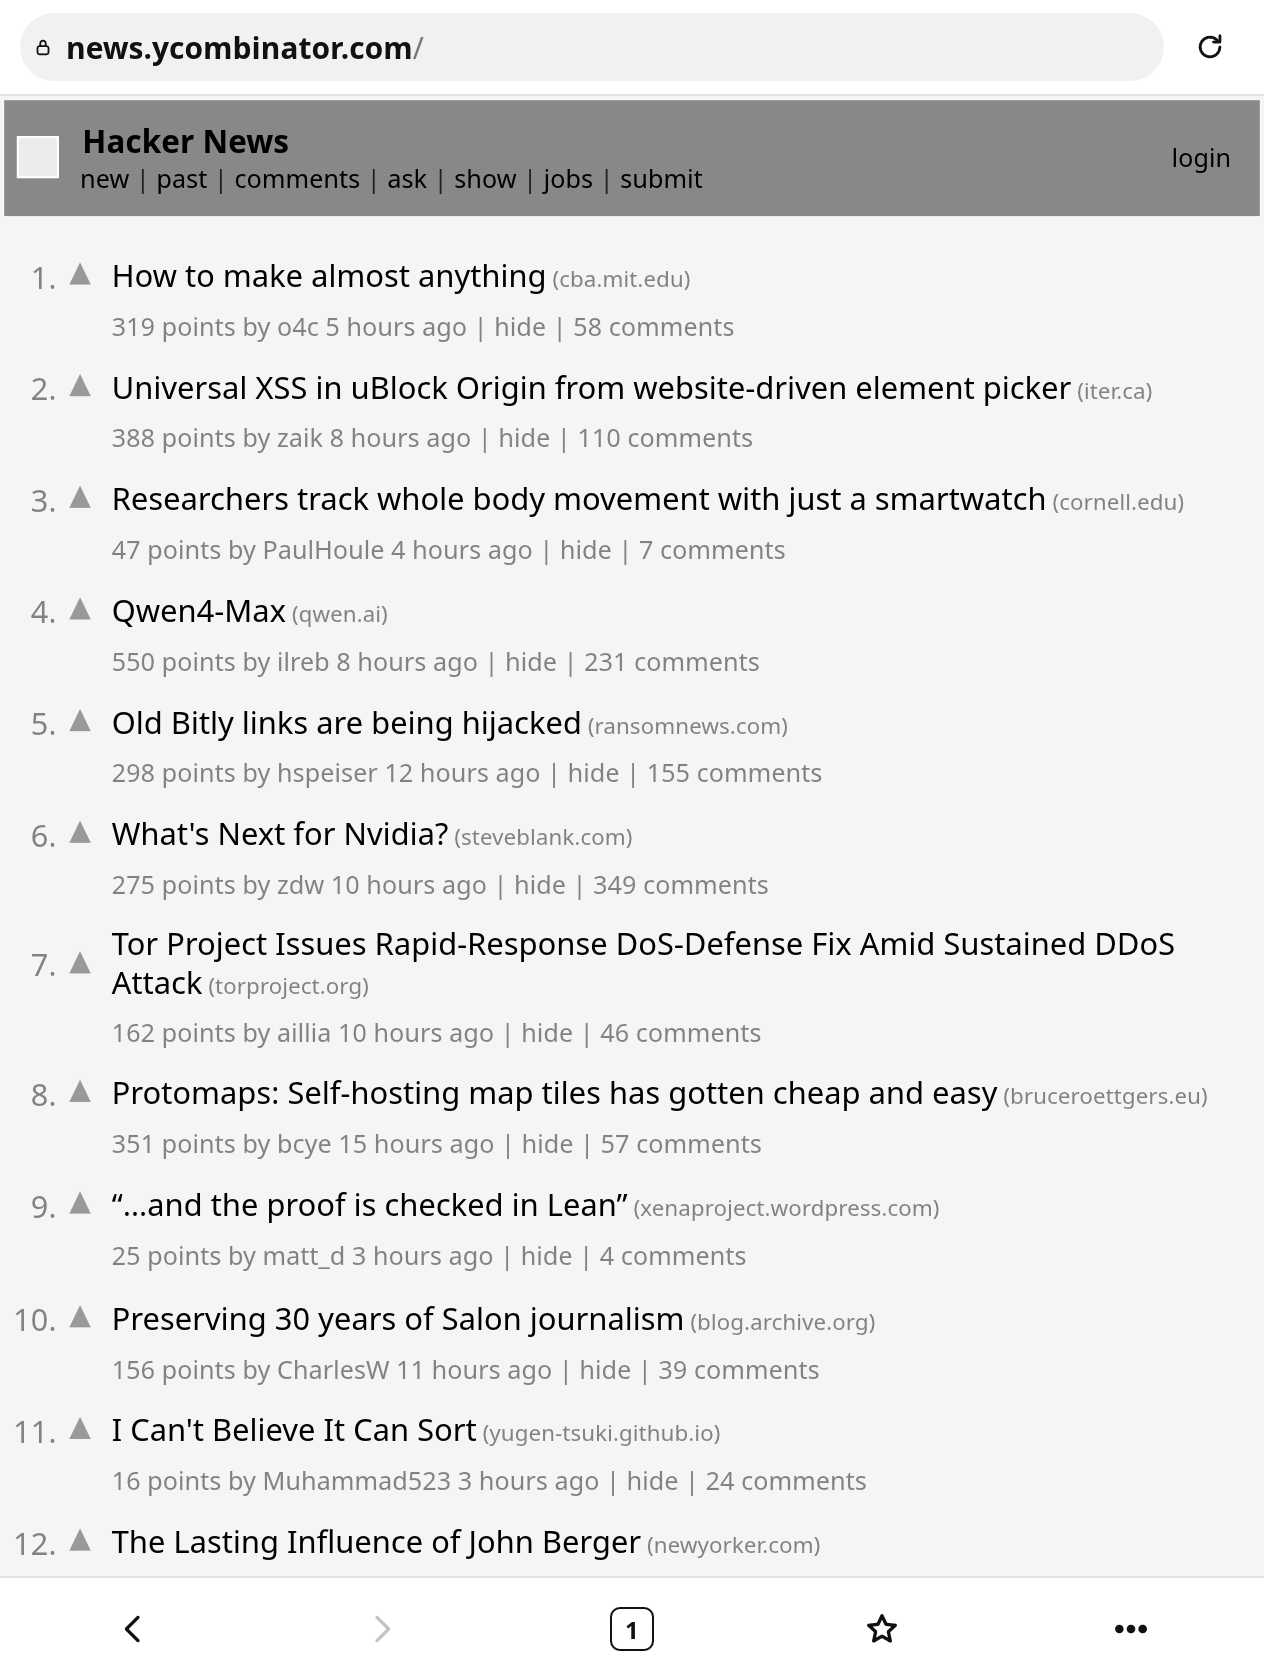 news.ycombinator.com/
Hacker News
new | past | comments | ask | show | jobs | submit
login
1. ▲ How to make almost anything (cba.mit.edu)
319 points by o4c 5 hours ago | hide | 58 comments
2. ▲ Universal XSS in uBlock Origin from website-driven element picker (iter.ca)
388 points by zaik 8 hours ago | hide | 110 comments
3. ▲ Researchers track whole body movement with just a smartwatch (cornell.edu)
47 points by PaulHoule 4 hours ago | hide | 7 comments
4. ▲ Qwen4-Max (qwen.ai)
550 points by ilreb 8 hours ago | hide | 231 comments
5. ▲ Old Bitly links are being hijacked (ransomnews.com)
298 points by hspeiser 12 hours ago | hide | 155 comments
6. ▲ What's Next for Nvidia? (steveblank.com)
275 points by zdw 10 hours ago | hide | 349 comments
7. ▲ Tor Project Issues Rapid-Response DoS-Defense Fix Amid Sustained DDoS
Attack (torproject.org)
162 points by aillia 10 hours ago | hide | 46 comments
8. ▲ Protomaps: Self-hosting map tiles has gotten cheap and easy (bruceroettgers.eu)
351 points by bcye 15 hours ago | hide | 57 comments
9. ▲ “...and the proof is checked in Lean” (xenaproject.wordpress.com)
25 points by matt_d 3 hours ago | hide | 4 comments
10. ▲ Preserving 30 years of Salon journalism (blog.archive.org)
156 points by CharlesW 11 hours ago | hide | 39 comments
11. ▲ I Can't Believe It Can Sort (yugen-tsuki.github.io)
16 points by Muhammad523 3 hours ago | hide | 24 comments
12. ▲ The Lasting Influence of John Berger (newyorker.com)
1